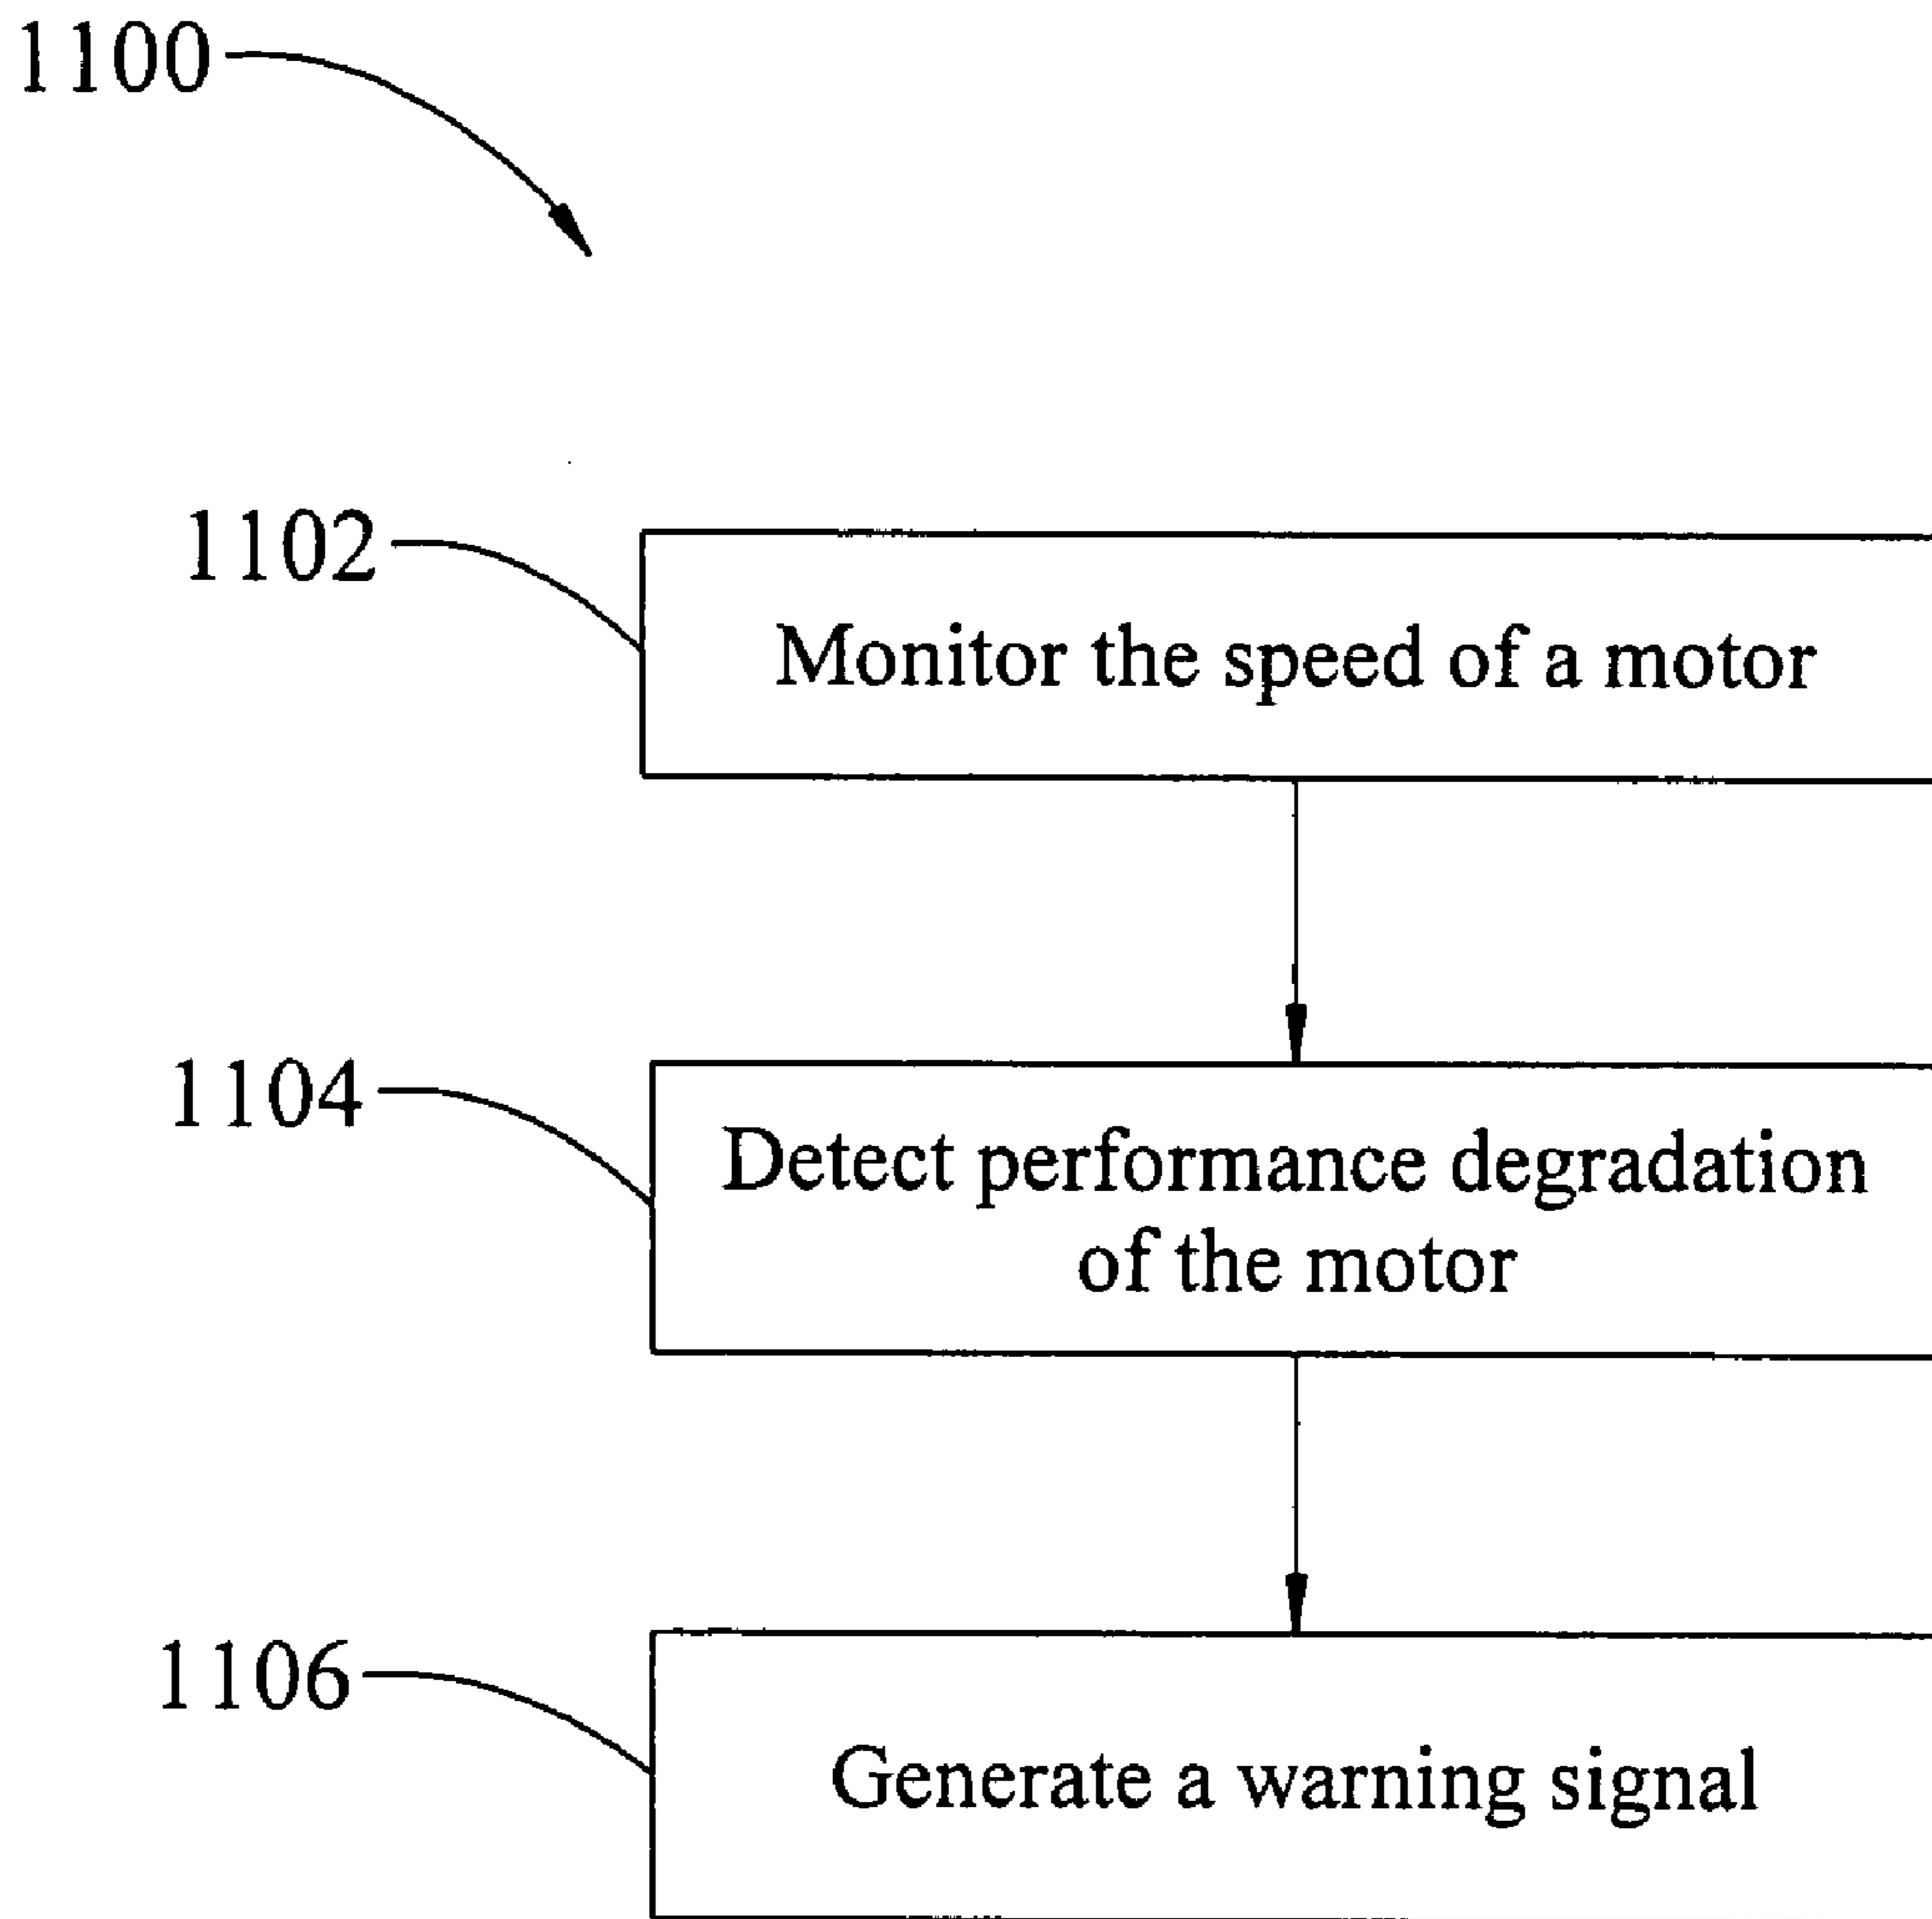 1100
1102
Monitor the speed of a motor
1104
Detect performance degradation
of the motor
1106
Generate a warning signal